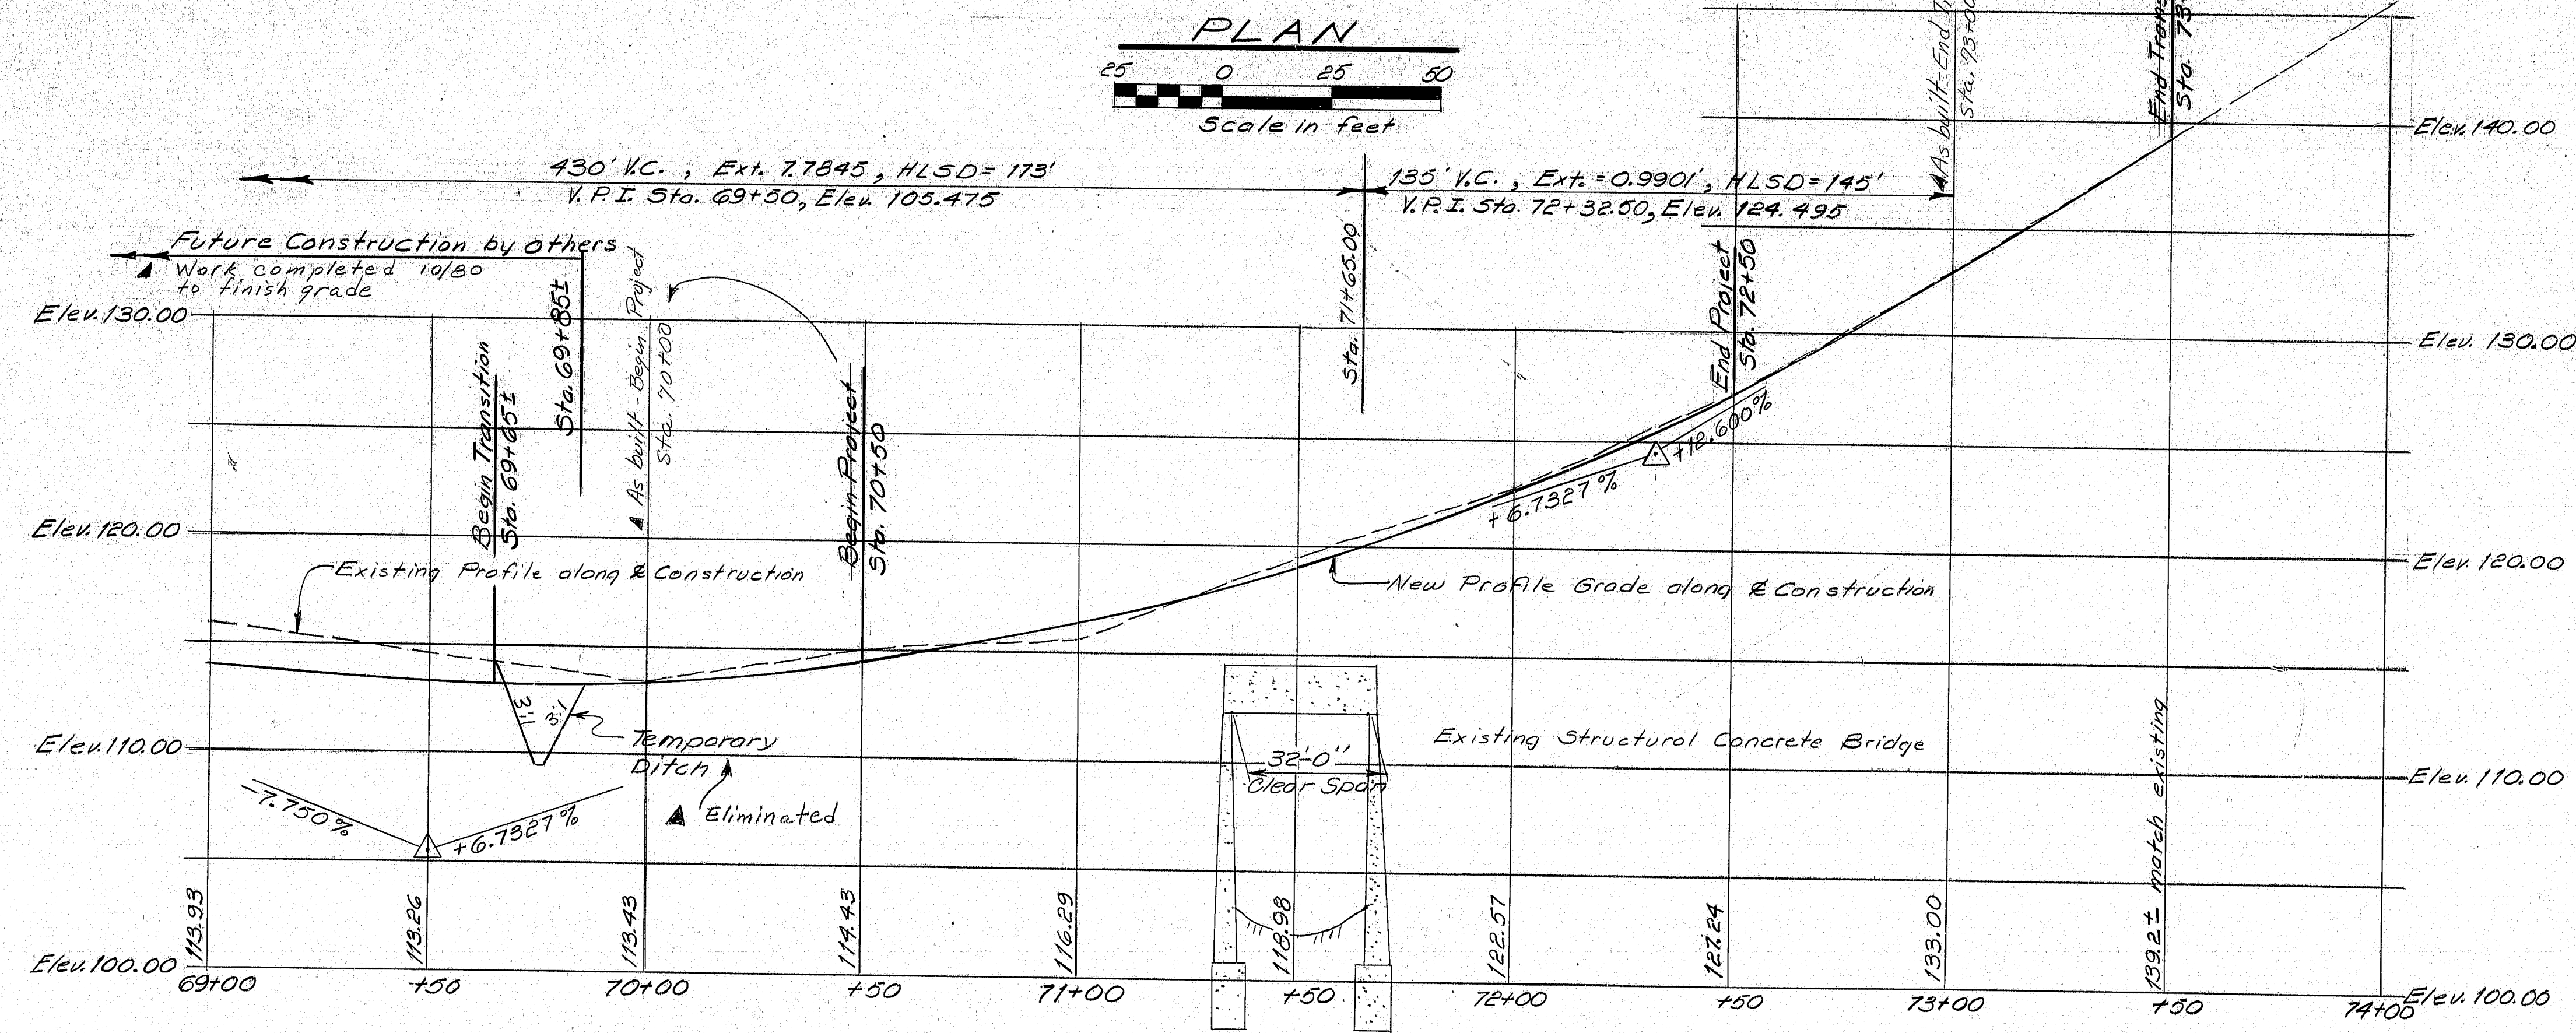 PLAN
25 0 25 50
Scale in feet
430' V.C. , Ext. 7.7845 , HLSD = 173'
V.P.I. Sta. 69+50, Elev. 105.475
135' V.C. , Ext. = 0.9901', HLSD = 145'
V.P.I. Sta. 72+32.50, Elev. 124.495
▲ As built - End
Sta. 73+00
End
Sta. 73
Elev. 140.00
Future Construction by others
▲ Work completed 10/80
to finish grade
Sta. 69+85±
▲ As built - Begin Project
Sta. 70+00
Begin Transition
Sta. 69+65±
Begin Project
Sta. 70+50
Sta. 71+65.00
End Project
Sta. 72+50
Elev. 130.00
Elev. 130.00
+12.600%
+6.7327%
Elev. 120.00
Elev. 120.00
Existing Profile along ℄ Construction
New Profile Grade along ℄ Construction
3:1
3:1
Temporary
Ditch ▲
▲ Eliminated
32'-0"
Clear Span
Existing Structural Concrete Bridge
Elev. 110.00
Elev. 110.00
-7.750%
+6.7327%
113.93
113.26
113.43
114.43
116.29
118.98
122.57
127.24
133.00
139.2± match existing
Elev. 100.00
Elev. 100.00
69+00 +50 70+00 +50 71+00 +50 72+00 +50 73+00 +50 74+00